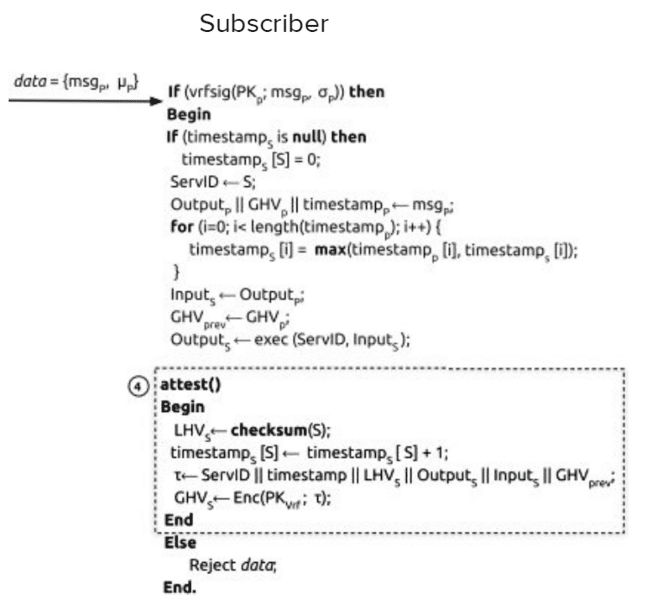 Subscriber
data = {msgₚ, μₚ}
If (vrfsig(PKₚ; msgₚ, σₚ)) then
Begin
If (timestampₛ is null) then
timestampₛ [S] = 0;
ServID ← S;
Outputₚ || GHVₚ || timestampₚ ← msgₚ;
for (i=0; i< length(timestampₚ); i++) {
timestampₛ [i] = max(timestampₚ [i], timestampₛ [i]);
}
Inputₛ ← Outputₚ;
GHV_prev ← GHVₚ;
Outputₛ ← exec (ServID, Inputₛ);
④ attest()
Begin
LHVₛ ← checksum(S);
timestampₛ [S] ← timestampₛ [ S] + 1;
τ ← ServID || timestamp || LHVₛ || Outputₛ || Inputₛ || GHV_prev;
GHVₛ ← Enc(PK_Vrf ; τ);
End
Else
Reject data;
End.